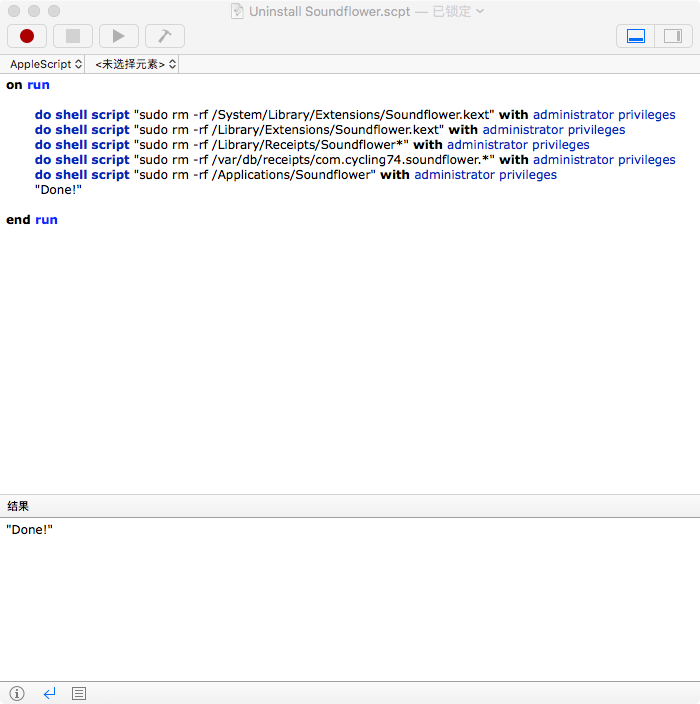 Uninstall Soundflower.scpt — 已锁定
AppleScript <未选择元素>
on run
do shell script "sudo rm -rf /System/Library/Extensions/Soundflower.kext" with administrator privileges
do shell script "sudo rm -rf /Library/Extensions/Soundflower.kext" with administrator privileges
do shell script "sudo rm -rf /Library/Receipts/Soundflower*" with administrator privileges
do shell script "sudo rm -rf /var/db/receipts/com.cycling74.soundflower.*" with administrator privileges
do shell script "sudo rm -rf /Applications/Soundflower" with administrator privileges
"Done!"
end run
结果
"Done!"